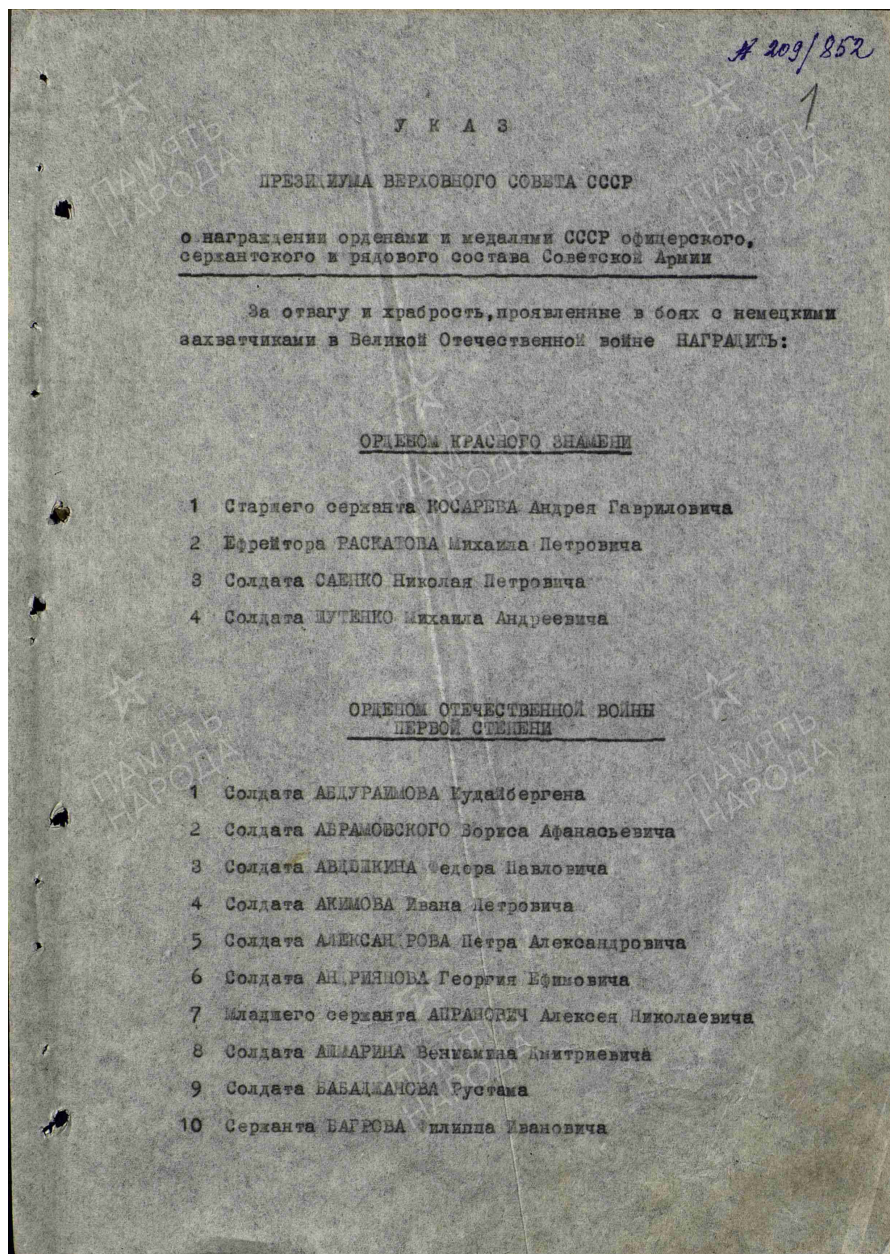 № 209/852
1
У К А З
ПРЕЗИДИУМА ВЕРХОВНОГО СОВЕТА СССР
о награждении орденами и медалями СССР офицерского,
сержантского и рядового состава Советской Армии
За отвагу и храбрость,проявленные в боях с немецкими
захватчиками в Великой Отечественной войне НАГРАДИТЬ:
ОРДЕНОМ КРАСНОГО ЗНАМЕНИ
1 Старшего сержанта КОСАРЕВА Андрея Гавриловича
2 Ефрейтора РАСКАТОВА Михаила Петровича
3 Солдата САЕНКО Николая Петровича
4 Солдата Михаила Андреевича
ОРДЕНОМ ОТЕЧЕСТВЕННОЙ ВОЙНЫ
ПЕРВОЙ СТЕПЕНИ
1 Солдата АБДУРАИМОВА Кудайбергена
2 Солдата АБРАМОВСКОГО Бориса Афанасьевича
3 Солдата АВДЮШКИНА Федора Павловича
4 Солдата АКИМОВА Ивана Петровича
5 Солдата АЛЕКСАНДРОВА Петра Александровича
6 Солдата АНДРИЯНОВА Георгия Ефимовича
7 Младшего сержанта АПРАНОВИЧ Алексея Николаевича
8 Солдата АШМАРИНА Вениамина Дмитриевича
9 Солдата БАБАДЖАНОВА Рустама
10 Сержанта БАГРОВА Филиппа Ивановича
ПАМЯТЬ
НАРОДА